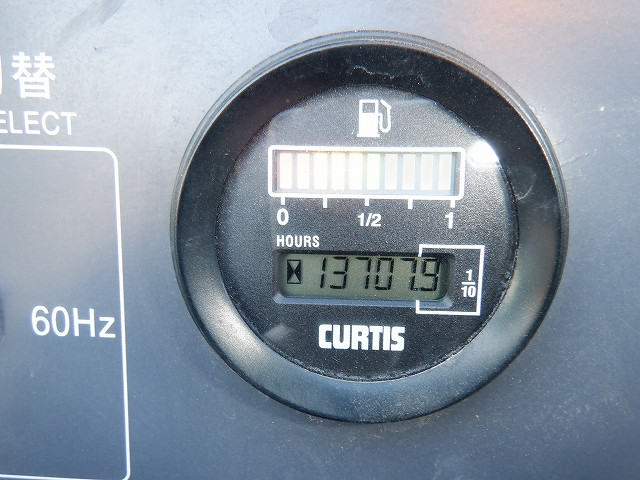 替
ELECT
60Hz
0 1/2 1
HOURS
13707.9
1/10
CURTIS